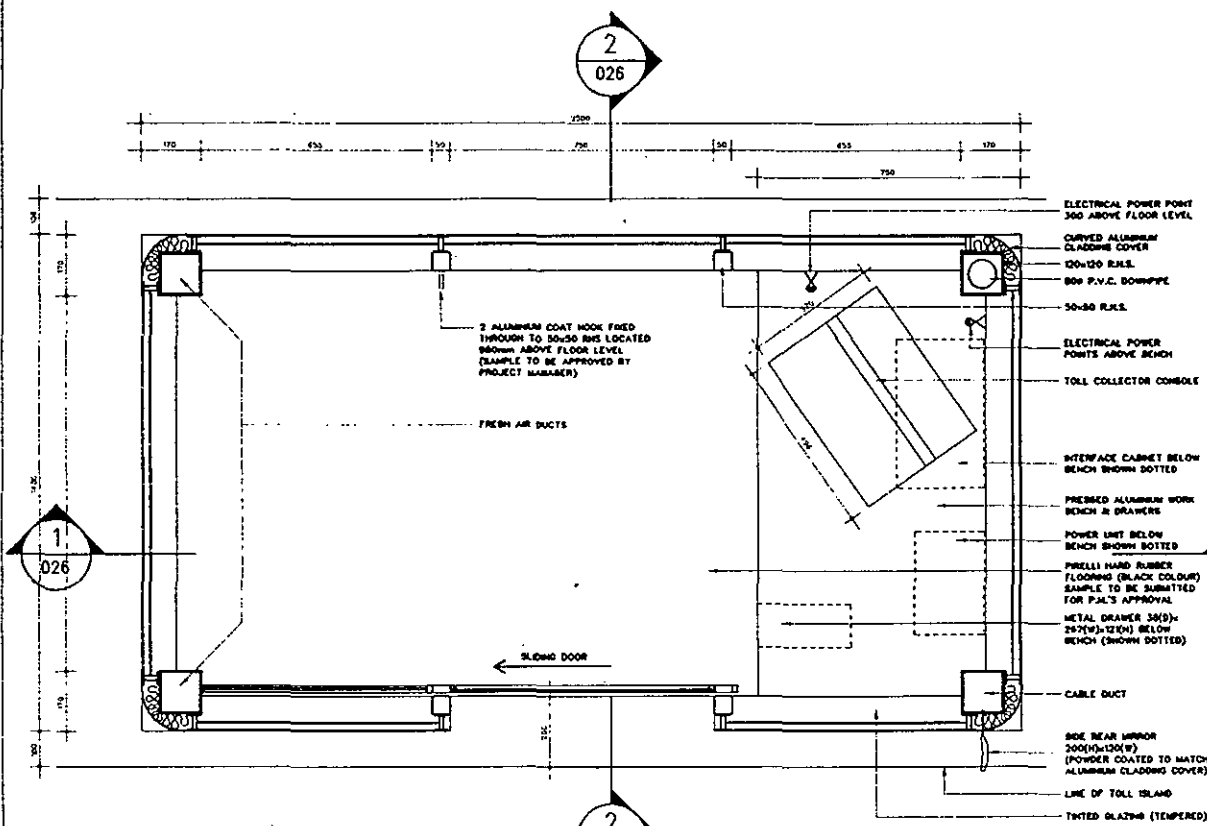 2
026
2500
170
655
50
750
50
655
170
750
ELECTRICAL POWER POINT
300 ABOVE FLOOR LEVEL
CURVED ALUMINIUM
CLADDING COVER
170
120x120 R.H.S.
P.V.C. DOWNPIPE
50x50 R.H.S.
2 ALUMINIUM COAT HOOK FIXED
THROUGH TO 50x50 RHS LOCATED
ABOVE FLOOR LEVEL
(SAMPLE TO BE APPROVED BY
PROJECT MANAGER)
ELECTRICAL POWER
POINTS ABOVE BENCH
TOLL COLLECTOR CONSOLE
FRESH AIR DUCTS
INTERFACE CABINET BELOW
BENCH SHOWN DOTTED
PRESSED ALUMINIUM WORK
BENCH & DRAWERS
1
026
POWER UNIT BELOW
BENCH SHOWN DOTTED
PIRELLI HARD RUBBER
FLOORING (BLACK COLOUR)
SAMPLE TO BE SUBMITTED
FOR P.M.'S APPROVAL
METAL DRAWER
BELOW
BENCH (SHOWN DOTTED)
SLIDING DOOR
170
CABLE DUCT
SIDE REAR MIRROR
200(H)x120(W)
(POWDER COATED TO MATCH
ALUMINIUM CLADDING COVER)
LINE OF TOLL ISLAND
TINTED GLAZING (TEMPERED)
2